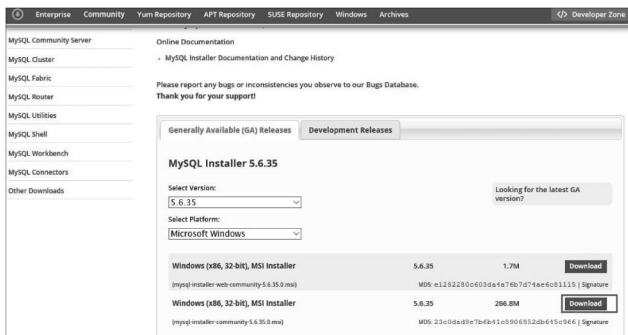 Enterprise Community Yum Repository APT Repository SUSE Repository Windows Archives </> Developer Zone
MySQL Community Server
MySQL Cluster
MySQL Fabric
MySQL Router
MySQL Utilities
MySQL Shell
MySQL Workbench
MySQL Connectors
Other Downloads
Online Documentation
MySQL Installer Documentation and Change History
Please report any bugs or inconsistencies you observe to our Bugs Database.
Thank you for your support!
Generally Available (GA) Releases Development Releases
MySQL Installer 5.6.35
Select Version:
5.6.35
Looking for the latest GA
version?
Select Platform:
Microsoft Windows
Windows (x86, 32-bit), MSI Installer 5.6.35 1.7M Download
(mysql-installer-web-community-5.6.35.0.msi) MD5: e1282280c603da4a76b7d74ae6c81115 | Signature
Windows (x86, 32-bit), MSI Installer 5.6.35 266.8M Download
(mysql-installer-community-5.6.35.0.msi) MD5: 23c0dad9e7b6b41c8906952db645c966 | Signature